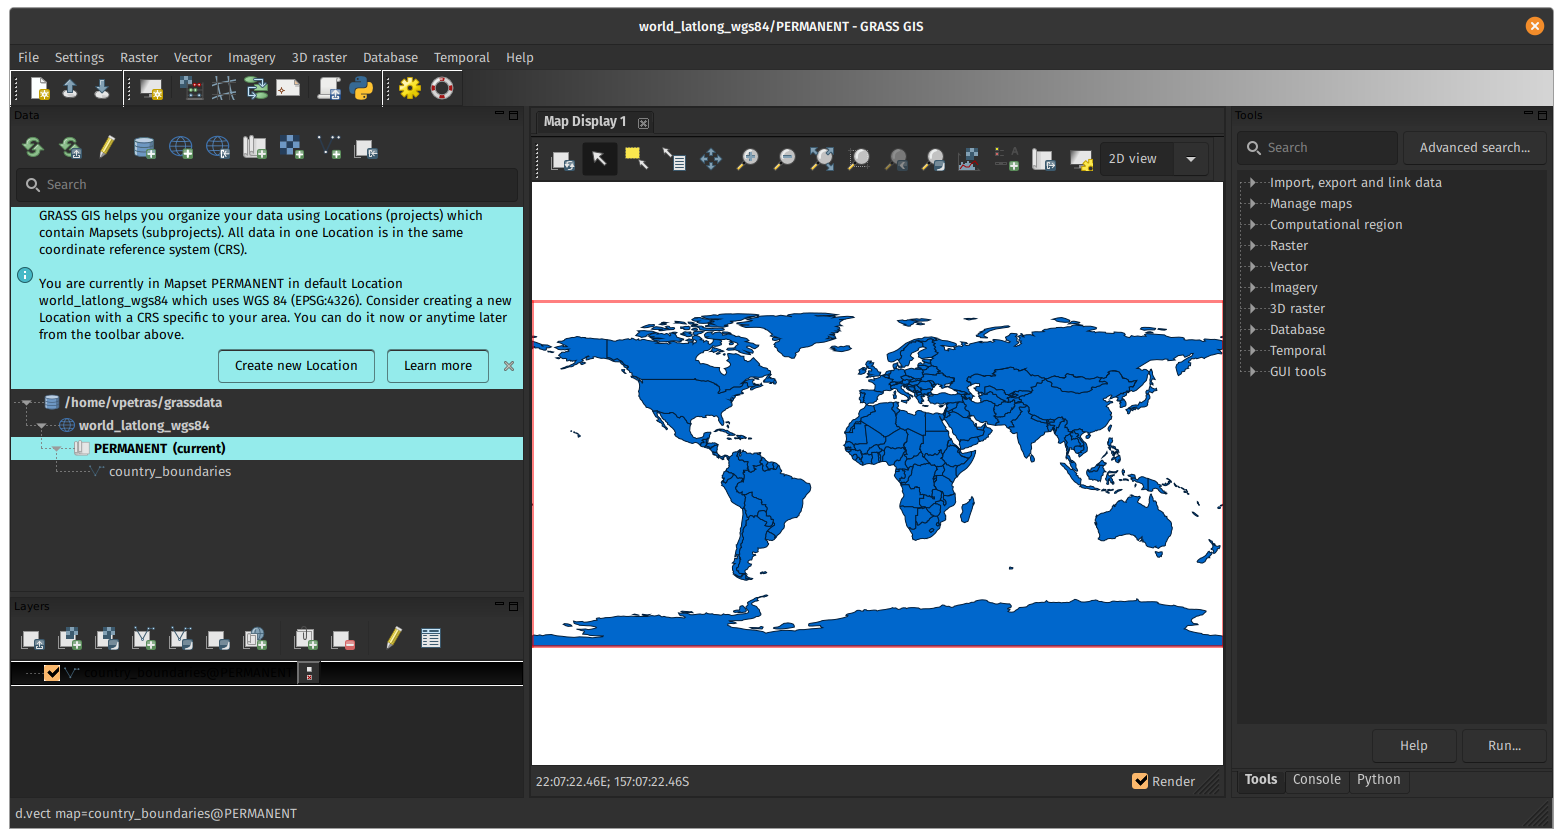 world_latlong_wgs84/PERMANENT - GRASS GIS
File Settings Raster Vector Imagery 3D raster Database Temporal Help
Data
Search
GRASS GIS helps you organize your data using Locations (projects) which
contain Mapsets (subprojects). All data in one Location is in the same
coordinate reference system (CRS).
You are currently in Mapset PERMANENT in default Location
world_latlong_wgs84 which uses WGS 84 (EPSG:4326). Consider creating a new
Location with a CRS specific to your area. You can do it now or anytime later
from the toolbar above.
Create new Location Learn more
/home/vpetras/grassdata
world_latlong_wgs84
PERMANENT (current)
country_boundaries
Layers
country_boundaries@PERMANENT
d.vect map=country_boundaries@PERMANENT
Map Display 1
2D view
22:07:22.46E; 157:07:22.46S
Render
Tools
Search Advanced search...
Import, export and link data
Manage maps
Computational region
Raster
Vector
Imagery
3D raster
Database
Temporal
GUI tools
Help Run...
Tools Console Python